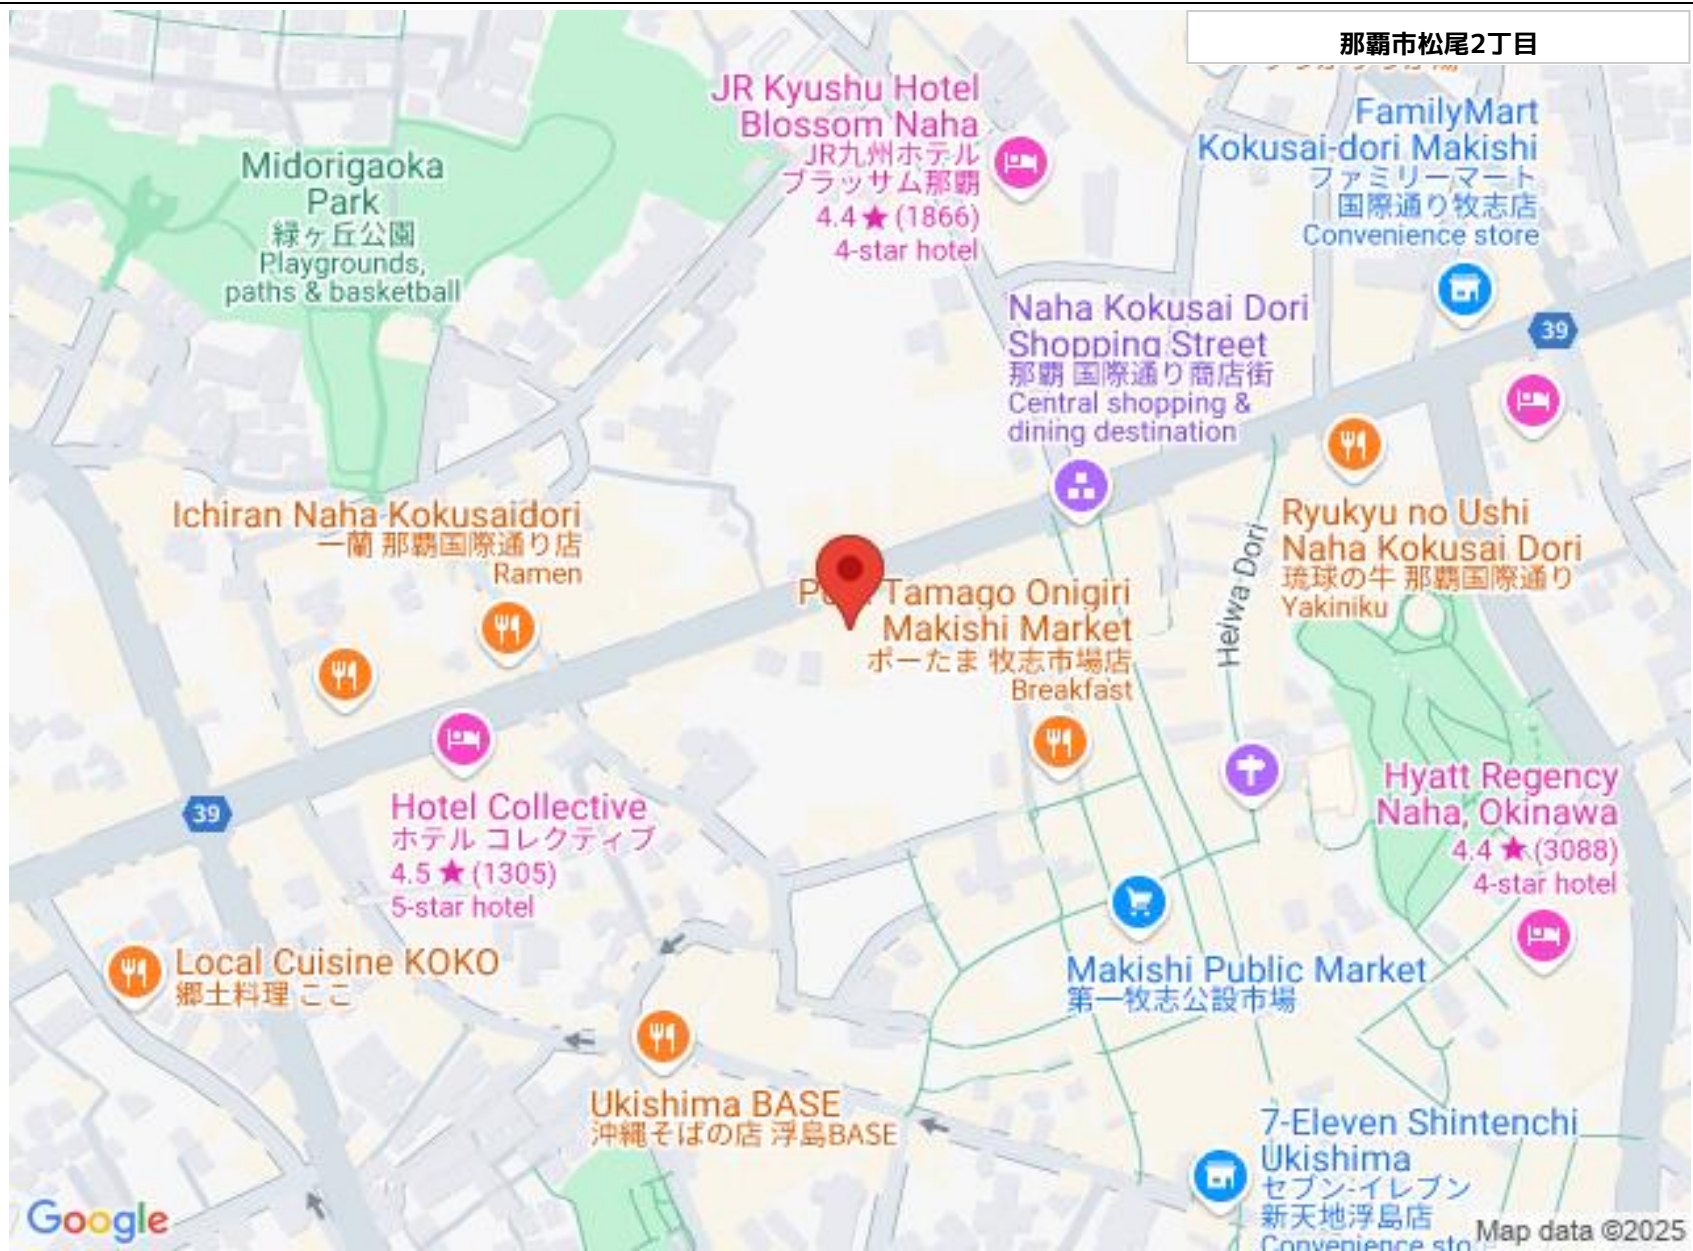 那覇市松尾2丁目
JR Kyushu Hotel
Blossom Naha
JR九州ホテル
ブラッサム那覇
4.4★(1866)
4-star hotel
FamilyMart
Kokusai-dori Makishi
ファミリーマート
国際通り牧志店
Convenience store
Midorigaoka
Park
緑ヶ丘公園
Playgrounds,
paths & basketball
Naha Kokusai Dori
Shopping Street
那覇 国際通り商店街
Central shopping &
dining destination
39
Ichiran Naha Kokusaidori
一蘭 那覇国際通り店
Ramen
Tamago Onigiri
Makishi Market
ポーたま 牧志市場店
Breakfast
Heiwa Dori
Ryukyu no Ushi
Naha Kokusai Dori
琉球の牛 那覇国際通り
Yakiniku
39
Hotel Collective
ホテル コレクティブ
4.5★(1305)
5-star hotel
Hyatt Regency
Naha, Okinawa
4.4★(3088)
4-star hotel
Local Cuisine KOKO
郷土料理 ここ
Makishi Public Market
第一牧志公設市場
Ukishima BASE
沖縄そばの店 浮島BASE
7-Eleven Shintenchi
Ukishima
セブン-イレブン
新天地浮島店
Convenience sto
Google
Map data ©2025